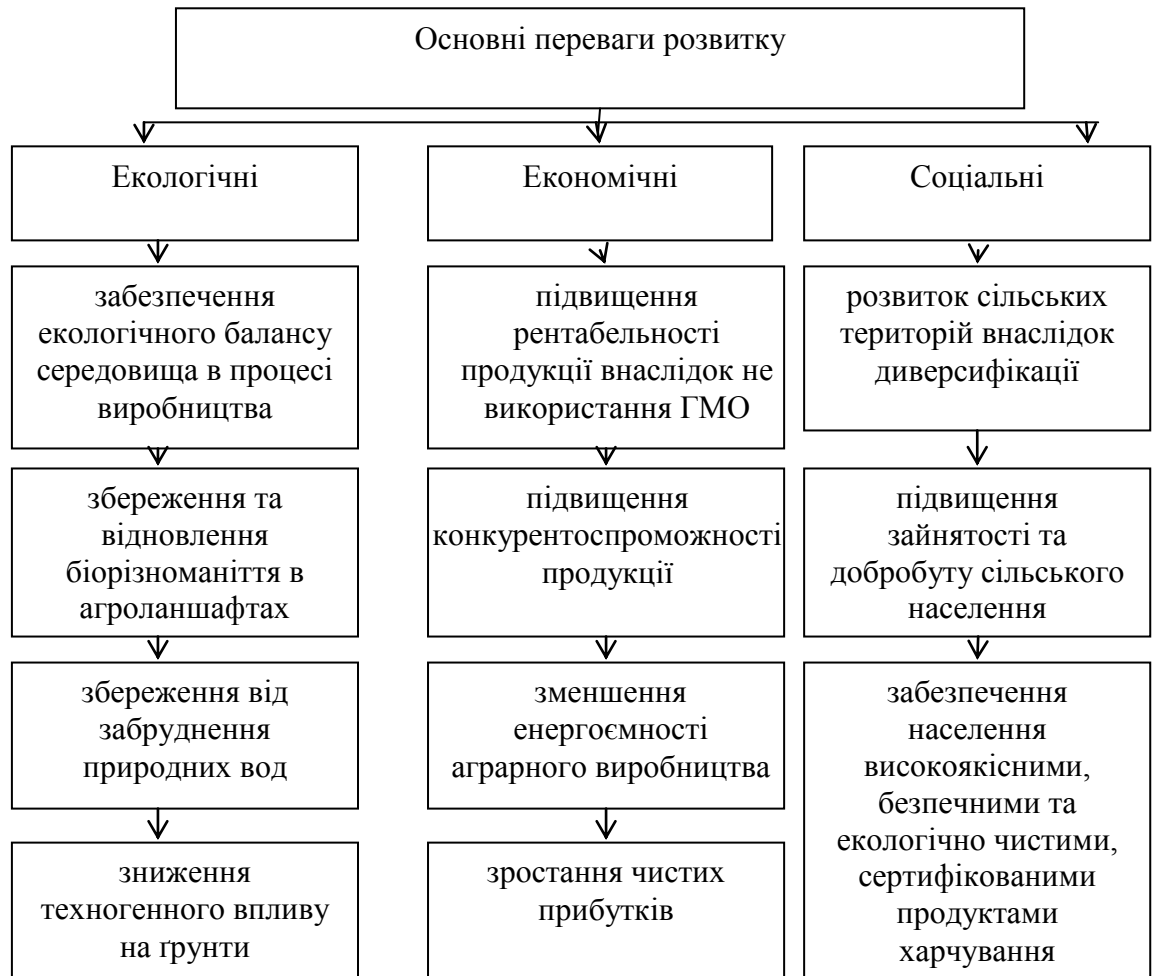 Основні переваги розвитку
Екологічні
Економічні
Соціальні
забезпечення
екологічного балансу
середовища в процесі
виробництва
підвищення
рентабельності
продукції внаслідок не
використання ГМО
розвиток сільських
територій внаслідок
диверсифікації
збереження та
відновлення
біорізноманіття в
агроланшафтах
підвищення
конкурентоспроможності
продукції
підвищення
зайнятості та
добробуту сільського
населення
збереження від
забруднення
природних вод
зменшення
енергоємності
аграрного виробництва
забезпечення
населення
високоякісними,
безпечними та
екологічно чистими,
сертифікованими
продуктами
харчування
зниження
техногенного впливу
на ґрунти
зростання чистих
прибутків